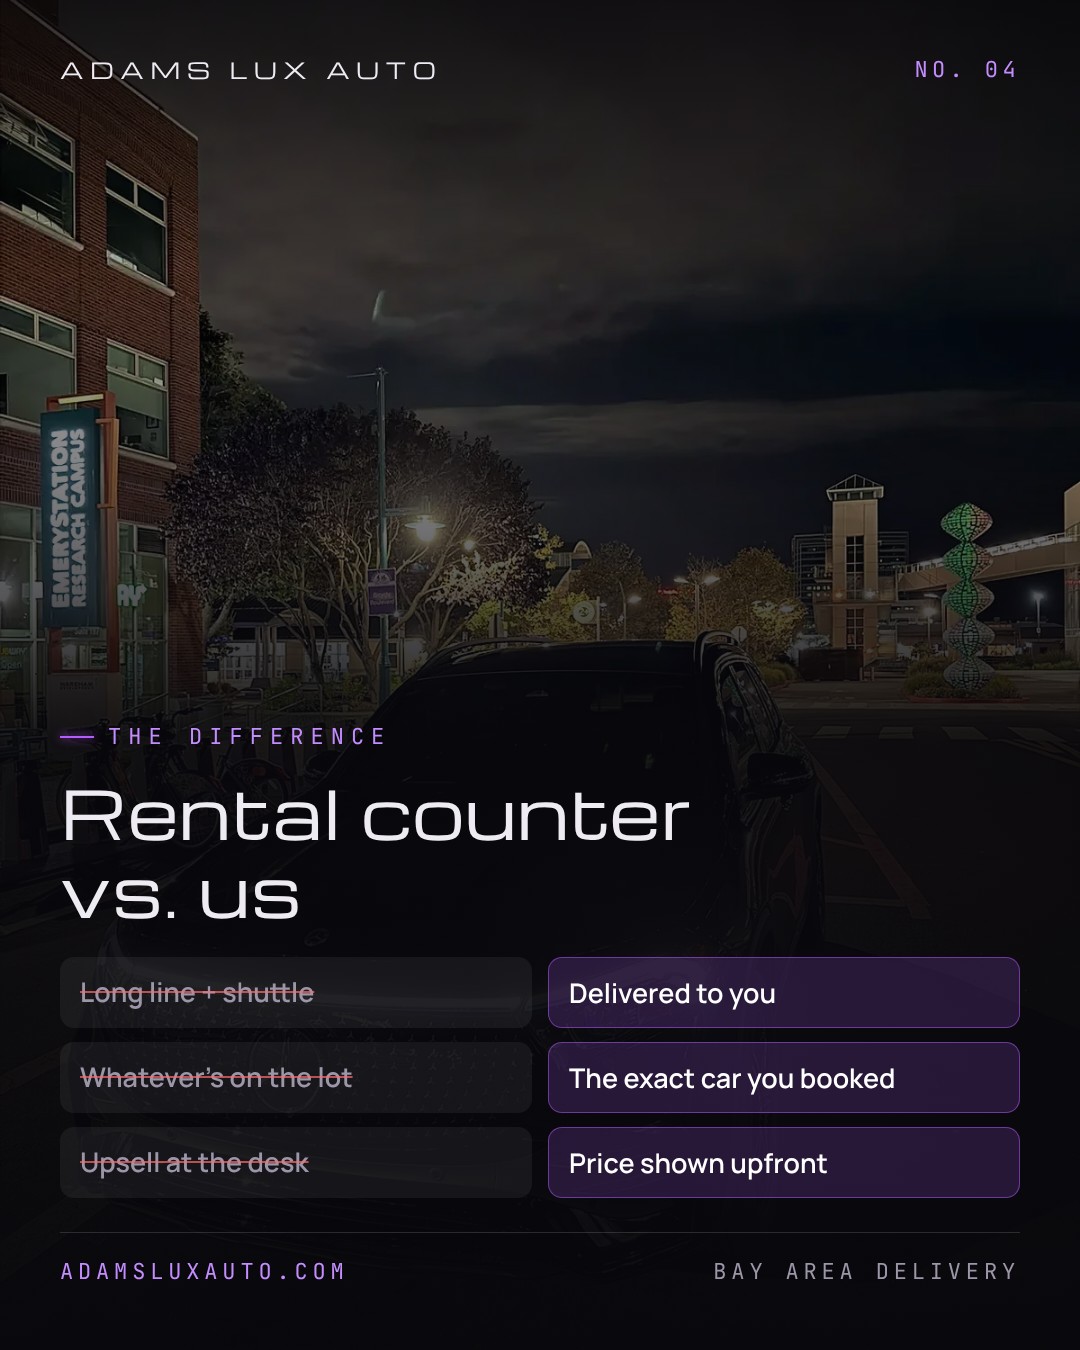 ADAMS LUX AUTO
NO. 04
EMERYSTATION
RESEARCH CAMPUS
THE DIFFERENCE
Rental counter
vs. us
Long line + shuttle
Delivered to you
Whatever's on the lot
The exact car you booked
Upsell at the desk
Price shown upfront
ADAMSLUXAUTO.COM
BAY AREA DELIVERY